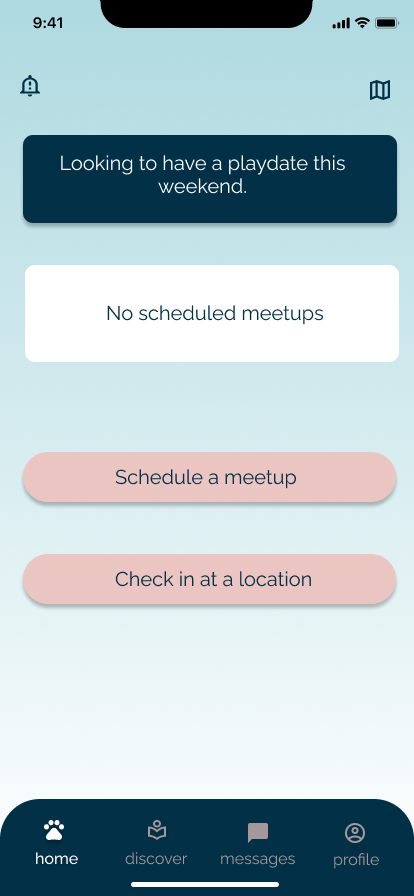 9:41
Looking to have a playdate this
weekend.
No scheduled meetups
Schedule a meetup
Check in at a location
home
discover
messages
profile